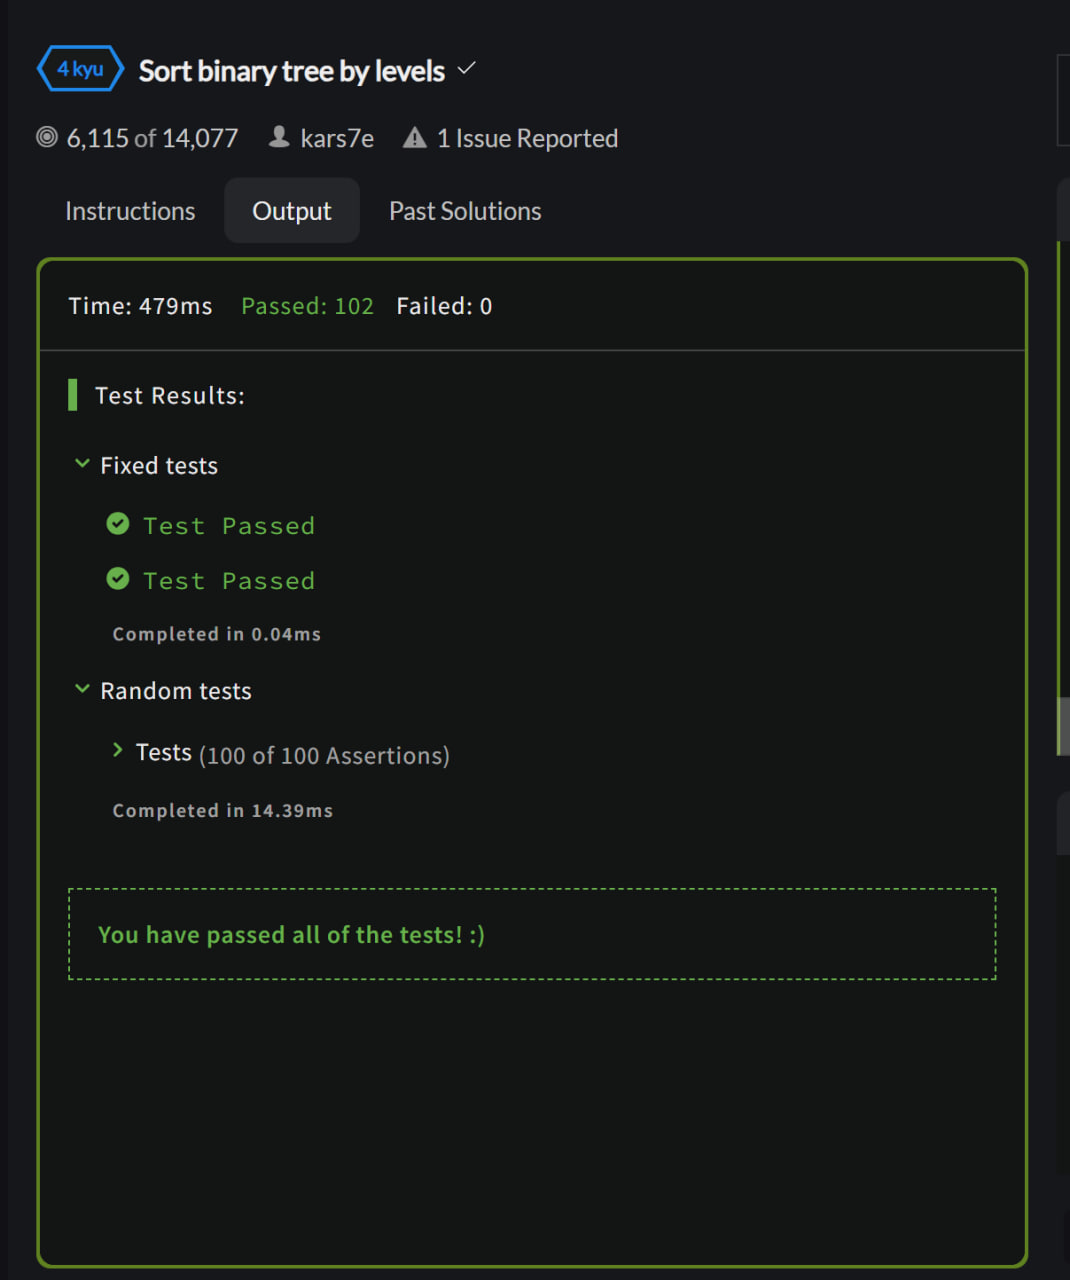 4 kyu Sort binary tree by levels
6,115 of 14,077 kars7e 1 Issue Reported
Instructions Output Past Solutions
Time: 479ms Passed: 102 Failed: 0
Test Results:
Fixed tests
Test Passed
Test Passed
Completed in 0.04ms
Random tests
Tests (100 of 100 Assertions)
Completed in 14.39ms
You have passed all of the tests! :)